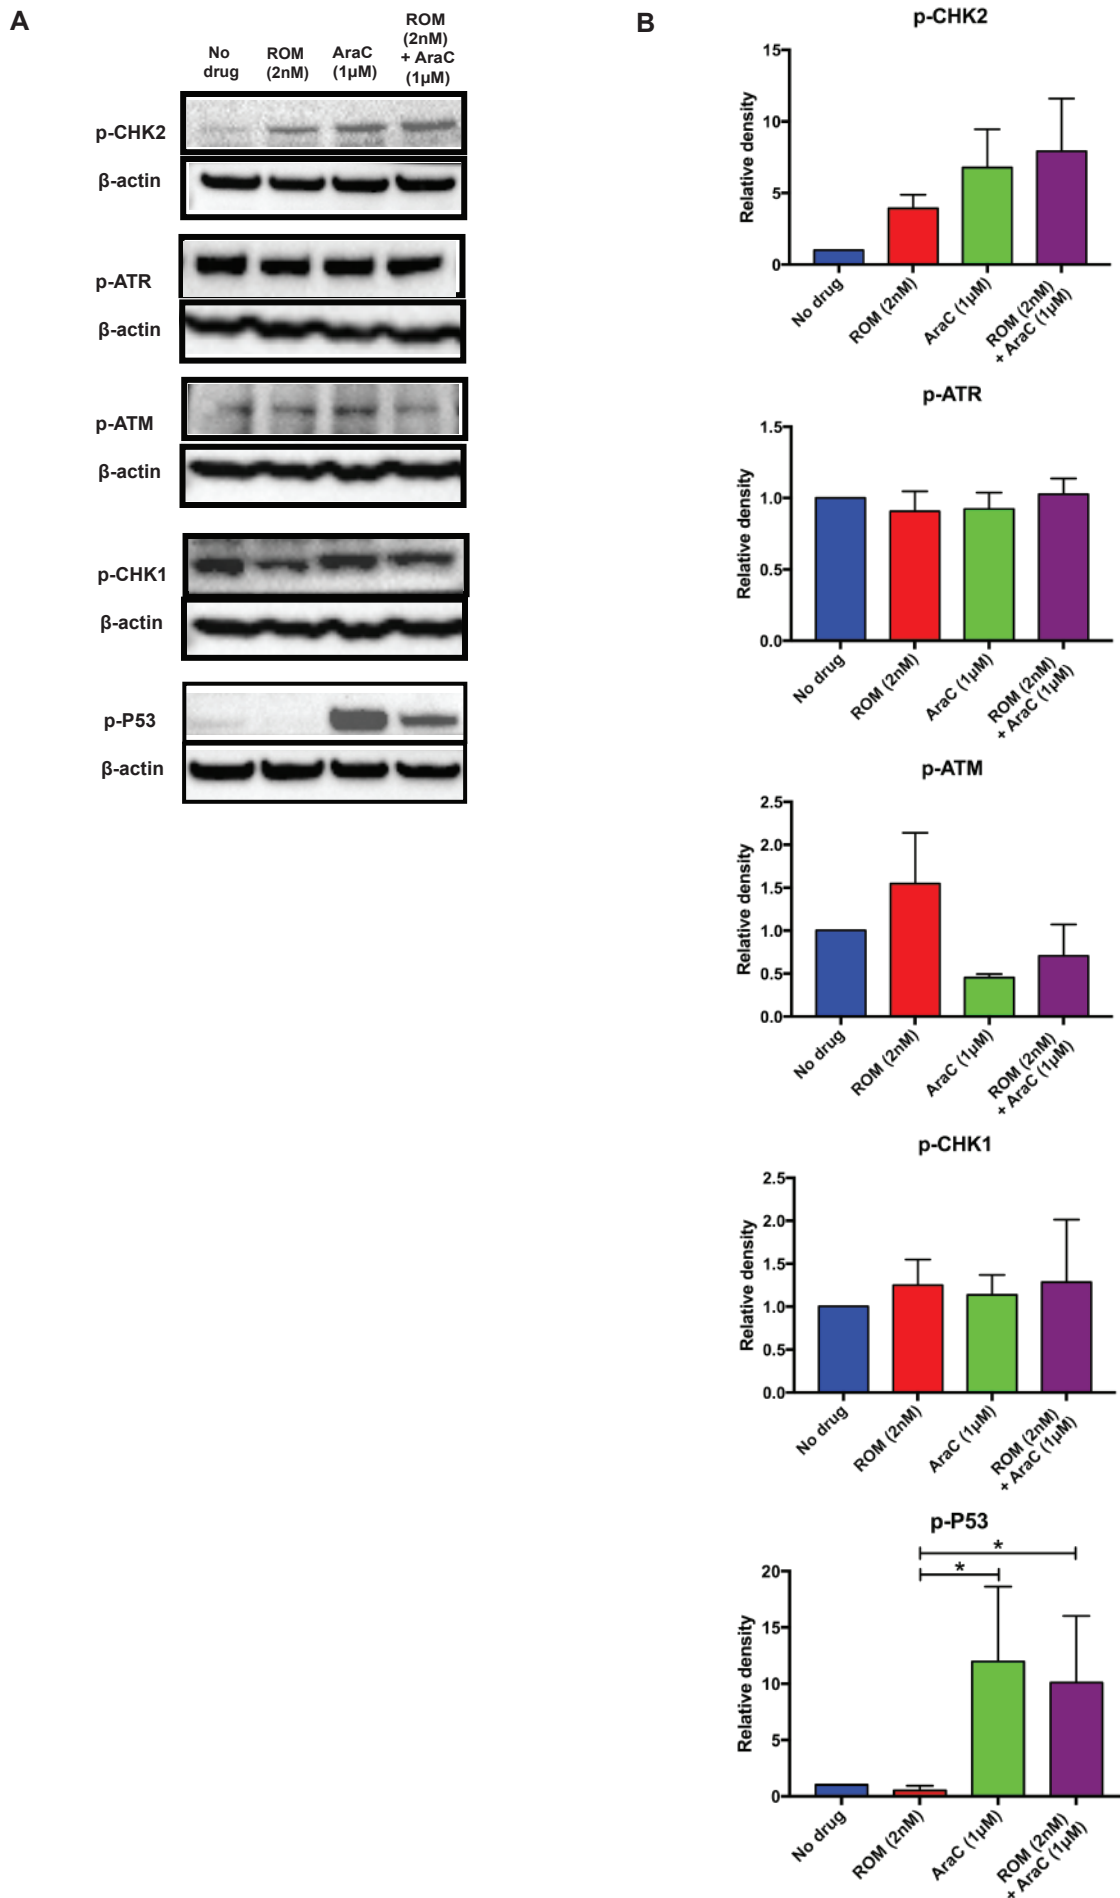 A
No
drug
ROM
(2nM)
AraC
(1µM)
ROM
(2nM)
+ AraC
(1µM)
p-CHK2
β-actin
p-ATR
β-actin
p-ATM
β-actin
p-CHK1
β-actin
p-P53
β-actin
B
p-CHK2
Relative density
15
10
5
0
No drug
ROM (2nM)
AraC (1µM)
ROM (2nM)
+ AraC (1µM)
p-ATR
Relative density
1.5
1.0
0.5
0.0
No drug
ROM (2nM)
AraC (1µM)
ROM (2nM)
+ AraC (1µM)
p-ATM
Relative density
2.5
2.0
1.5
1.0
0.5
0.0
No drug
ROM (2nM)
AraC (1µM)
ROM (2nM)
+ AraC (1µM)
p-CHK1
Relative density
2.5
2.0
1.5
1.0
0.5
0.0
No drug
ROM (2nM)
AraC (1µM)
ROM (2nM)
+ AraC (1µM)
p-P53
*
*
Relative density
20
15
10
5
0
No drug
ROM (2nM)
AraC (1µM)
ROM (2nM)
+ AraC (1µM)